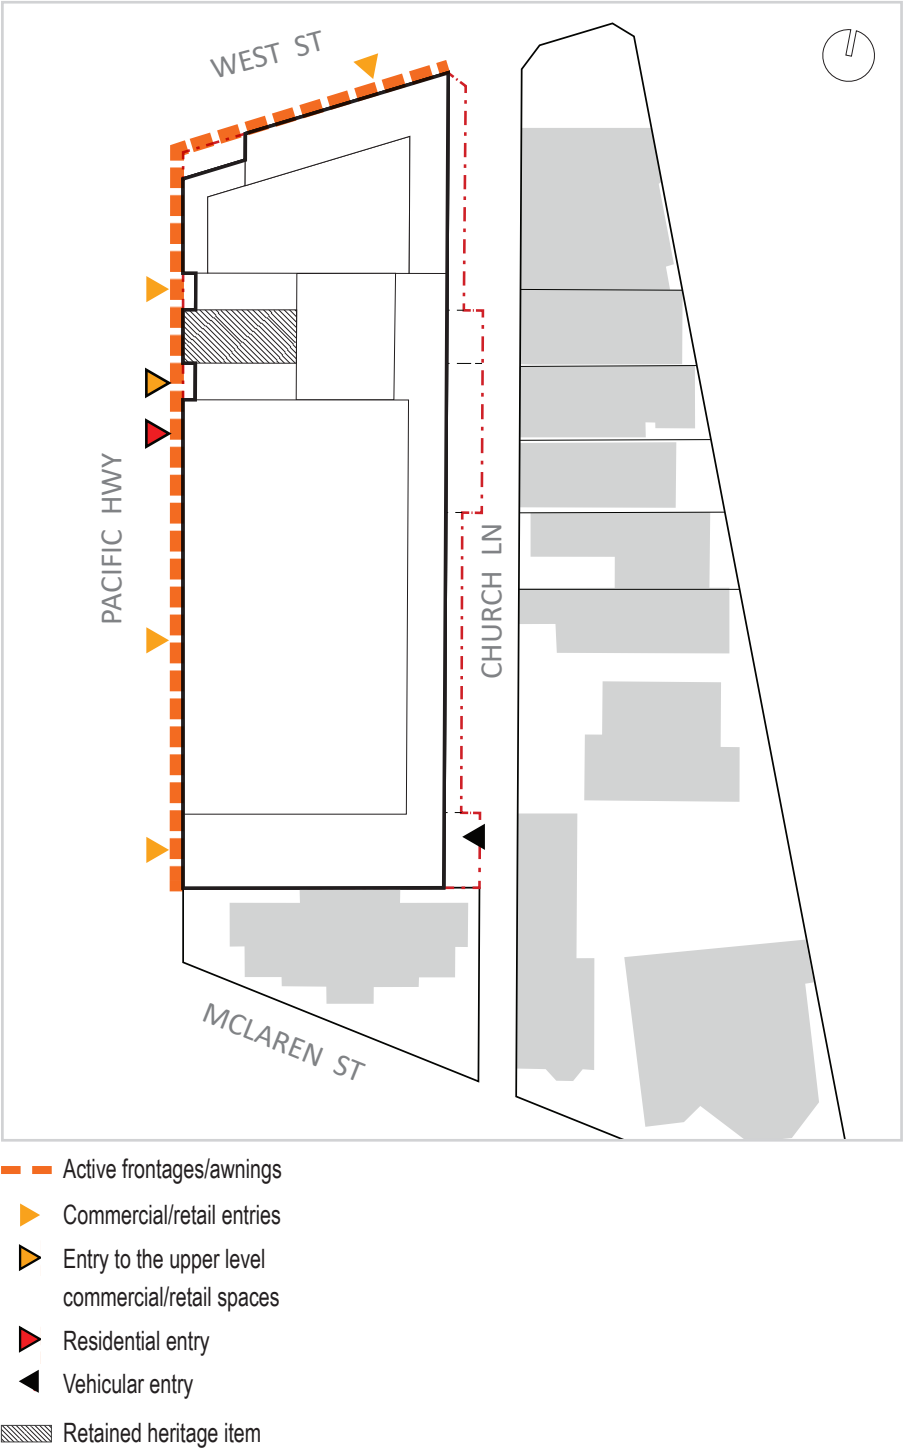 WEST ST
PACIFIC HWY
CHURCH LN
MCLAREN ST
Active frontages/awnings
Commercial/retail entries
Entry to the upper level
commercial/retail spaces
Residential entry
Vehicular entry
Retained heritage item